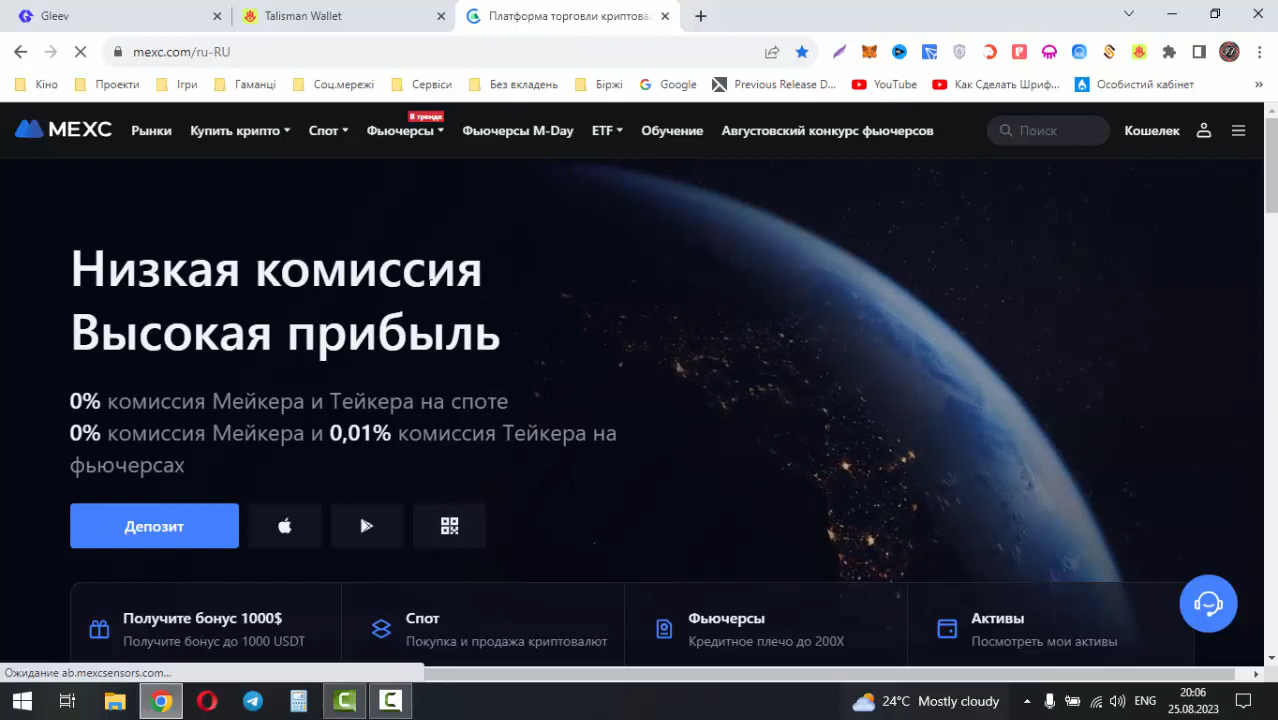 Gleev
Talisman Wallet
Платформа торговли криптова
mexc.com/ru-RU
Кіно
Проекти
Ігри
Гаманці
Соц.мережі
Сервіси
Без вкладень
Біржі
Google
Previous Release D...
YouTube
Как Сделать Шриф...
Особистий кабінет
В тренде
MEXC
Рынки
Купить крипто
Спот
Фьючерсы
Фьючерсы M-Day
ETF
Обучение
Августовский конкурс фьючерсов
Поиск
Кошелек
Низкая комиссия
Высокая прибыль
0% комиссия Мейкера и Тейкера на споте
0% комиссия Мейкера и 0,01% комиссия Тейкера на
фьючерсах
Депозит
Получите бонус 1000$
Получите бонус до 1000 USDT
Спот
Покупка и продажа криптовалют
Фьючерсы
Кредитное плечо до 200X
Активы
Посмотреть мои активы
Ожидание ab.mexcsensors.com...
24°C Mostly cloudy
ENG
20:06
25.08.2023